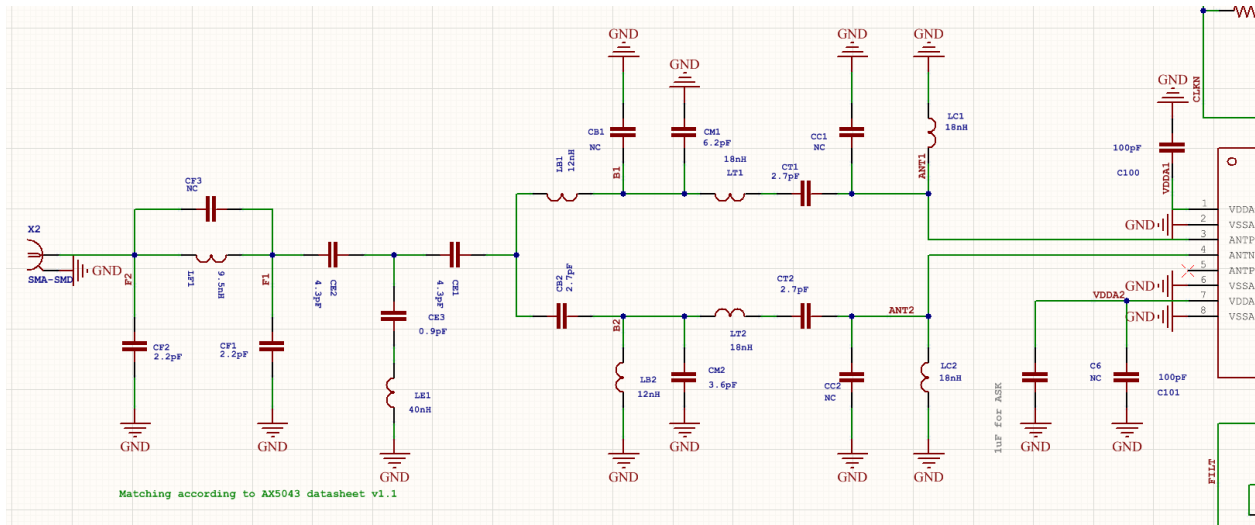 GND
GND
GND
GND
GND
CLKN
CB1
NC
CM1
6.2pF
CC1
NC
LC1
18nH
LB1
12nH
B1
18nH
LT1
CT1
2.7pF
ANT1
100pF
C100
VDDA1
CF3
NC
X2
SMA-SMD
GND
F2
LF1
9.5nH
F1
CE2
4.3pF
CE1
4.3pF
CE3
0.9pF
CB2
2.7pF
B2
CT2
2.7pF
LT2
18nH
ANT2
VDDA2
GND
GND
GND
1
2
3
4
5
6
7
8
VDDA
VSSA
ANTP
ANTN
ANTP
VSSA
VDDA
VSSA
CF2
2.2pF
CF1
2.2pF
LE1
40nH
LB2
12nH
CM2
3.6pF
CC2
NC
LC2
18nH
1uF for ASK
C6
NC
100pF
C101
GND
GND
GND
GND
GND
GND
GND
GND
GND
FILT
Matching according to AX5043 datasheet v1.1